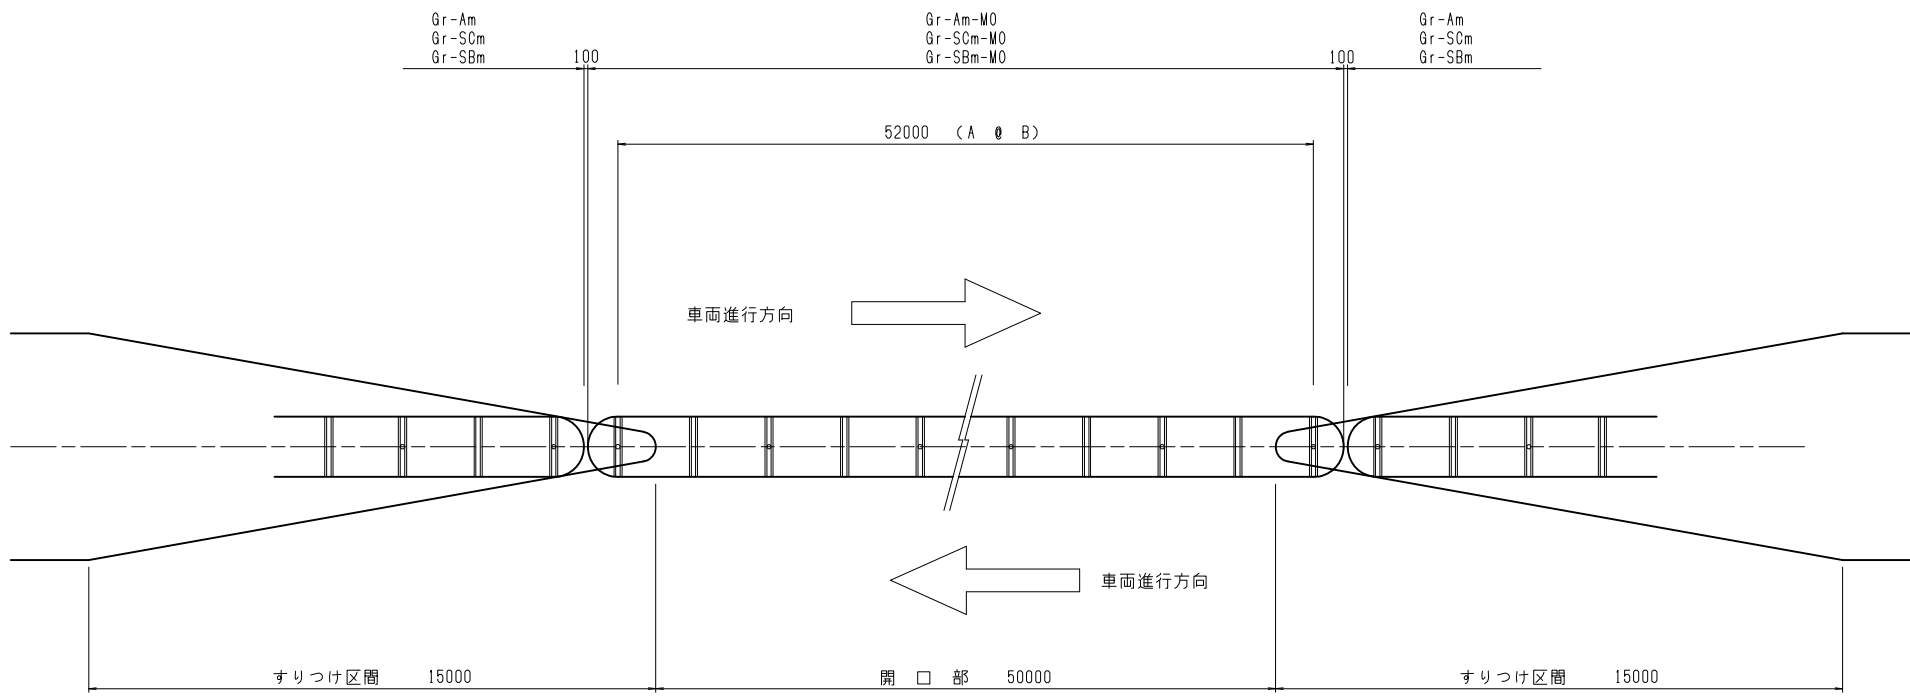 Gr-Am
Gr-SCm
Gr-SBm
100
Gr-Am-MO
Gr-SCm-MO
Gr-SBm-MO
100
Gr-Am
Gr-SCm
Gr-SBm
52000 (A @ B)
車両進行方向
車両進行方向
すりつけ区間 15000
開口部 50000
すりつけ区間 15000